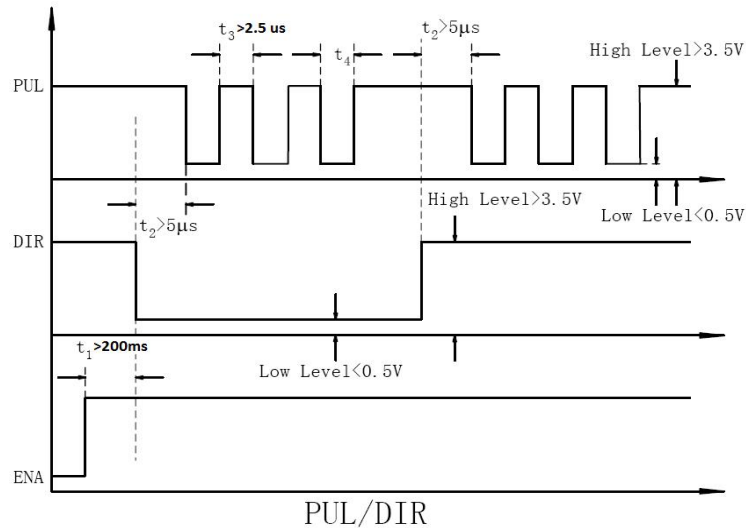 t3>2.5 us
t4
t2>5μs
High Level>3.5V
PUL
Low Level<0.5V
t2>5μs
High Level>3.5V
DIR
t1>200ms
Low Level<0.5V
ENA
PUL/DIR